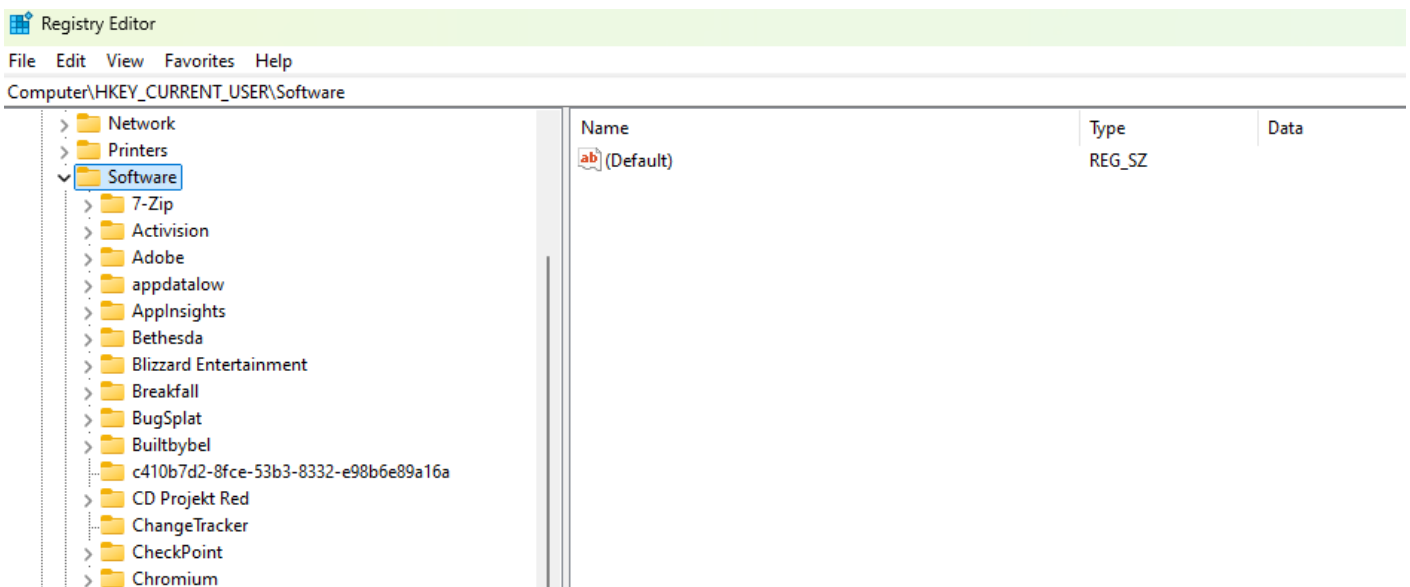 Registry Editor
File Edit View Favorites Help
Computer\HKEY_CURRENT_USER\Software
Network
Printers
Software
7-Zip
Activision
Adobe
appdatalow
AppInsights
Bethesda
Blizzard Entertainment
Breakfall
BugSplat
Builtbybel
c410b7d2-8fce-53b3-8332-e98b6e89a16a
CD Projekt Red
ChangeTracker
CheckPoint
Chromium
Name Type Data
ab (Default) REG_SZ